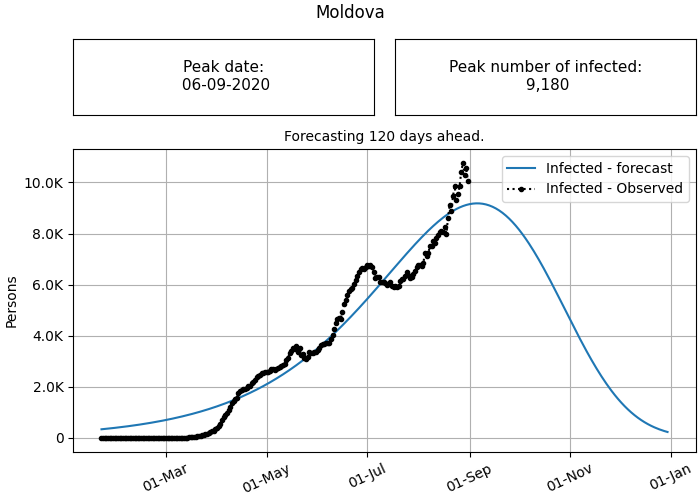 Moldova
Peak date:
06-09-2020
Peak number of infected:
9,180
Forecasting 120 days ahead.
Infected - forecast
Infected - Observed
Persons
10.0K
8.0K
6.0K
4.0K
2.0K
0
01-Mar
01-May
01-Jul
01-Sep
01-Nov
01-Jan